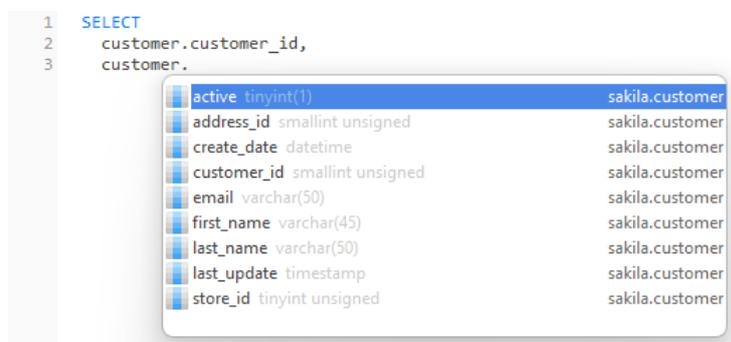 1 SELECT
2 customer.customer_id,
3 customer.
active tinyint(1) sakila.customer
address_id smallint unsigned sakila.customer
create_date datetime sakila.customer
customer_id smallint unsigned sakila.customer
email varchar(50) sakila.customer
first_name varchar(45) sakila.customer
last_name varchar(50) sakila.customer
last_update timestamp sakila.customer
store_id tinyint unsigned sakila.customer